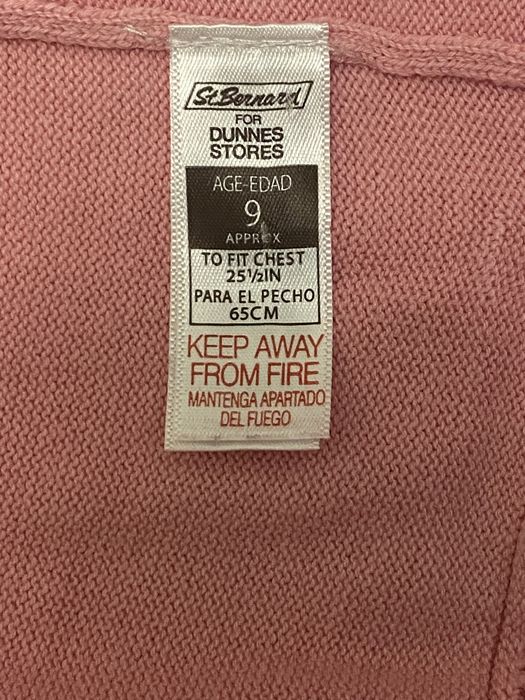 St.Bernard
FOR
DUNNES
STORES
AGE-EDAD
9
APPROX
TO FIT CHEST
25½IN
PARA EL PECHO
65CM
KEEP AWAY
FROM FIRE
MANTENGA APARTADO
DEL FUEGO